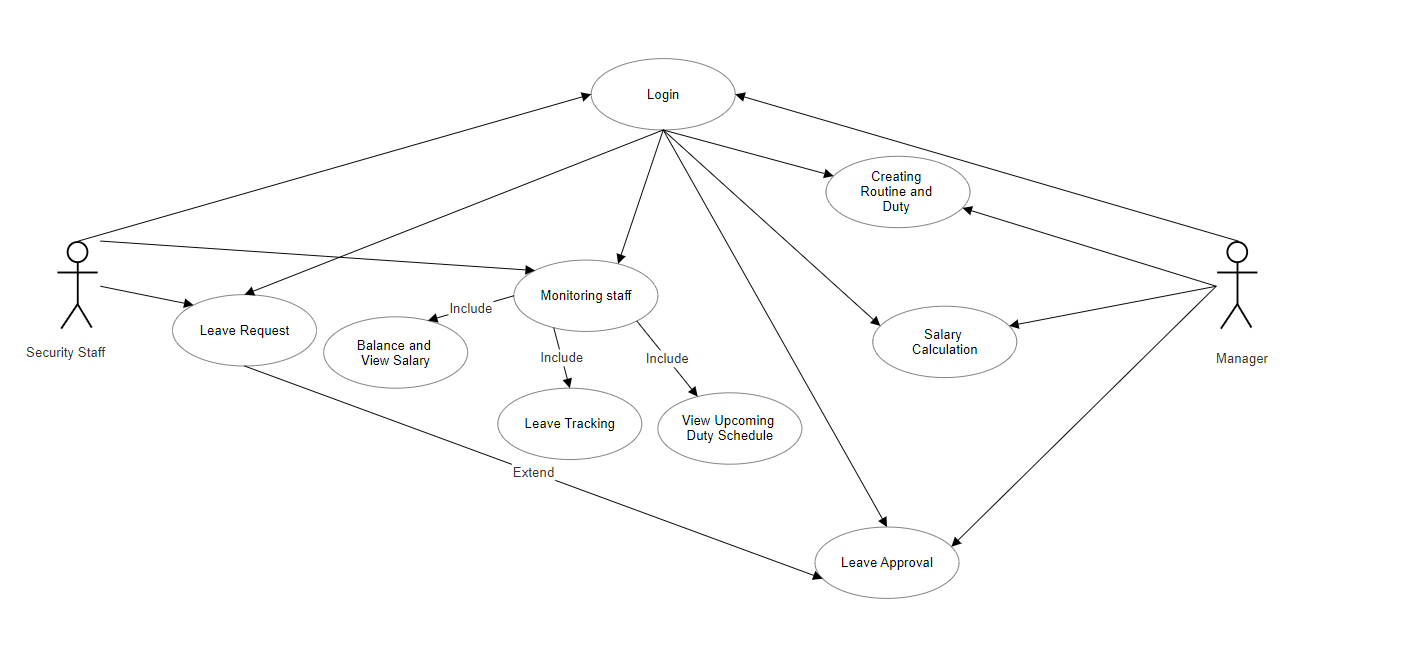 Login
Creating
Routine and
Duty
Monitoring staff
Include
Leave Request
Balance and
View Salary
Salary
Calculation
Security Staff
Manager
Include
Include
Leave Tracking
View Upcoming
Duty Schedule
Extend
Leave Approval